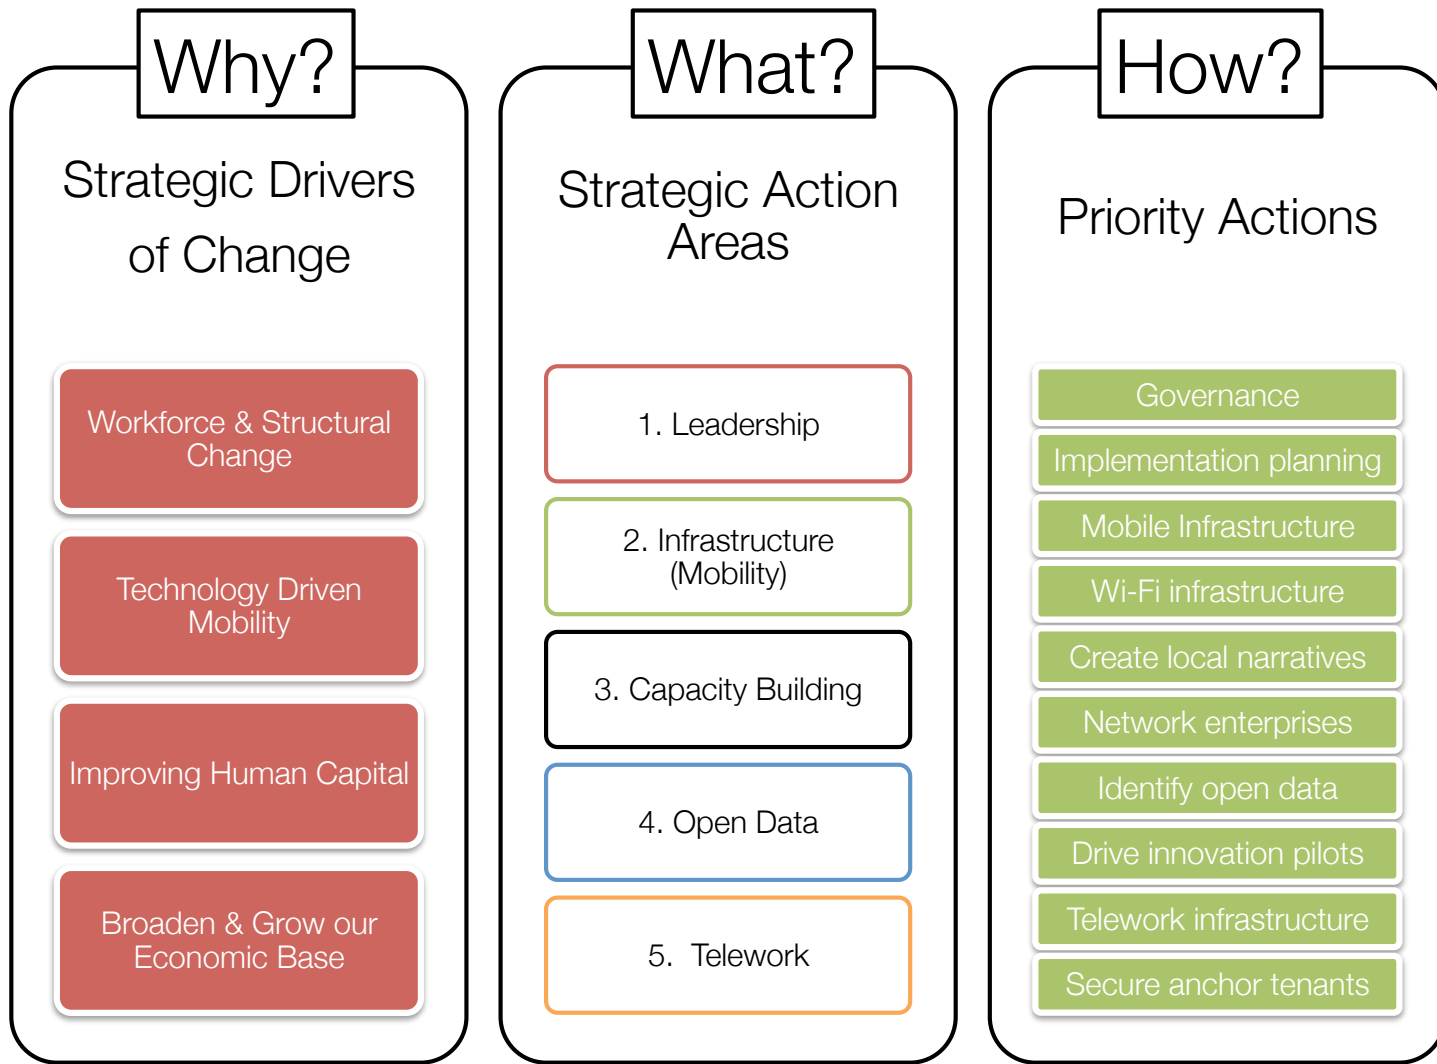 Why?
Strategic Drivers
of Change
Workforce & Structural
Change
Technology Driven
Mobility
Improving Human Capital
Broaden & Grow our
Economic Base
What?
Strategic Action
Areas
1. Leadership
2. Infrastructure
(Mobility)
3. Capacity Building
4. Open Data
5. Telework
How?
Priority Actions
Governance
Implementation planning
Mobile Infrastructure
Wi-Fi infrastructure
Create local narratives
Network enterprises
Identify open data
Drive innovation pilots
Telework infrastructure
Secure anchor tenants